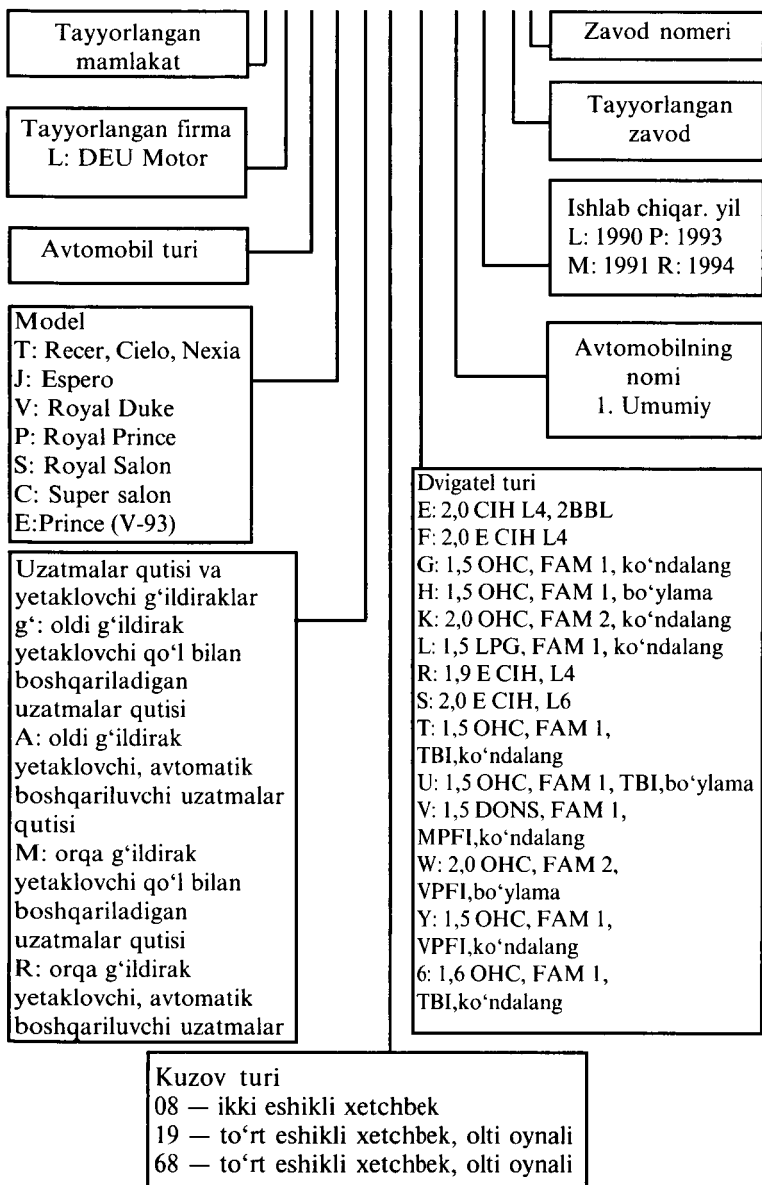 Tayyorlangan
mamlakat
Tayyorlangan firma
L: DEU Motor
Avtomobil turi
Model
T: Recer, Cielo, Nexia
J: Espero
V: Royal Duke
P: Royal Prince
S: Royal Salon
C: Super salon
E:Prince (V-93)
Uzatmalar qutisi va
yetaklovchi g‘ildiraklar
g‘: oldi g‘ildirak
yetaklovchi qo‘l bilan
boshqariladigan
uzatmalar qutisi
A: oldi g‘ildirak
yetaklovchi, avtomatik
boshqariluvchi uzatmalar
qutisi
M: orqa g‘ildirak
yetaklovchi qo‘l bilan
boshqariladigan
uzatmalar qutisi
R: orqa g‘ildirak
yetaklovchi, avtomatik
boshqariluvchi uzatmalar
Zavod nomeri
Tayyorlangan
zavod
Ishlab chiqar. yil
L: 1990 P: 1993
M: 1991 R: 1994
Avtomobilning
nomi
1. Umumiy
Dvigatel turi
E: 2,0 CIH L4, 2BBL
F: 2,0 E CIH L4
G: 1,5 OHC, FAM 1, ko‘ndalang
H: 1,5 OHC, FAM 1, bo‘ylama
K: 2,0 OHC, FAM 2, ko‘ndalang
L: 1,5 LPG, FAM 1, ko‘ndalang
R: 1,9 E CIH, L4
S: 2,0 E CIH, L6
T: 1,5 OHC, FAM 1,
TBI,ko‘ndalang
U: 1,5 OHC, FAM 1, TBI,bo‘ylama
V: 1,5 DONS, FAM 1,
MPFI,ko‘ndalang
W: 2,0 OHC, FAM 2,
VPFI,bo‘ylama
Y: 1,5 OHC, FAM 1,
VPFI,ko‘ndalang
6: 1,6 OHC, FAM 1,
TBI,ko‘ndalang
Kuzov turi
08 — ikki eshikli xetchbek
19 — to‘rt eshikli xetchbek, olti oynali
68 — to‘rt eshikli xetchbek, olti oynali